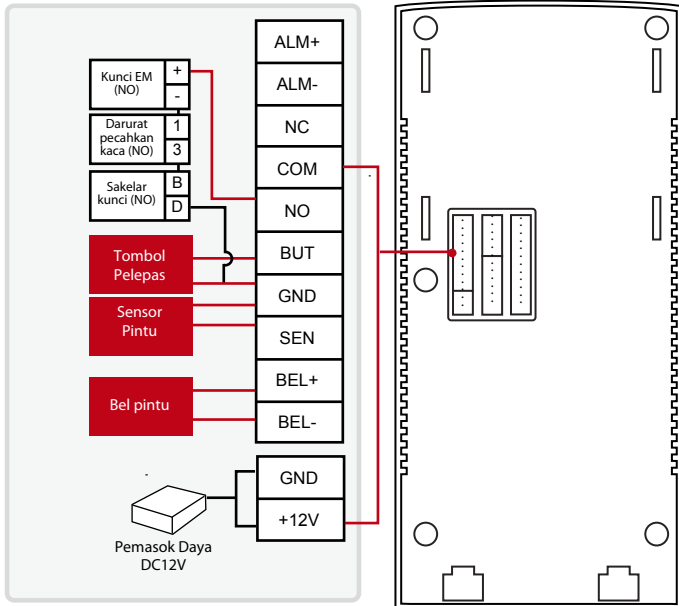 Kunci EM
(NO)
+
-
Darurat
pecahkan
kaca (NO)
1
3
Sakelar
kunci (NO)
B
D
Tombol
Pelepas
Sensor
Pintu
Bel pintu
Pemasok Daya
DC12V
ALM+
ALM-
NC
COM
NO
BUT
GND
SEN
BEL+
BEL-
GND
+12V